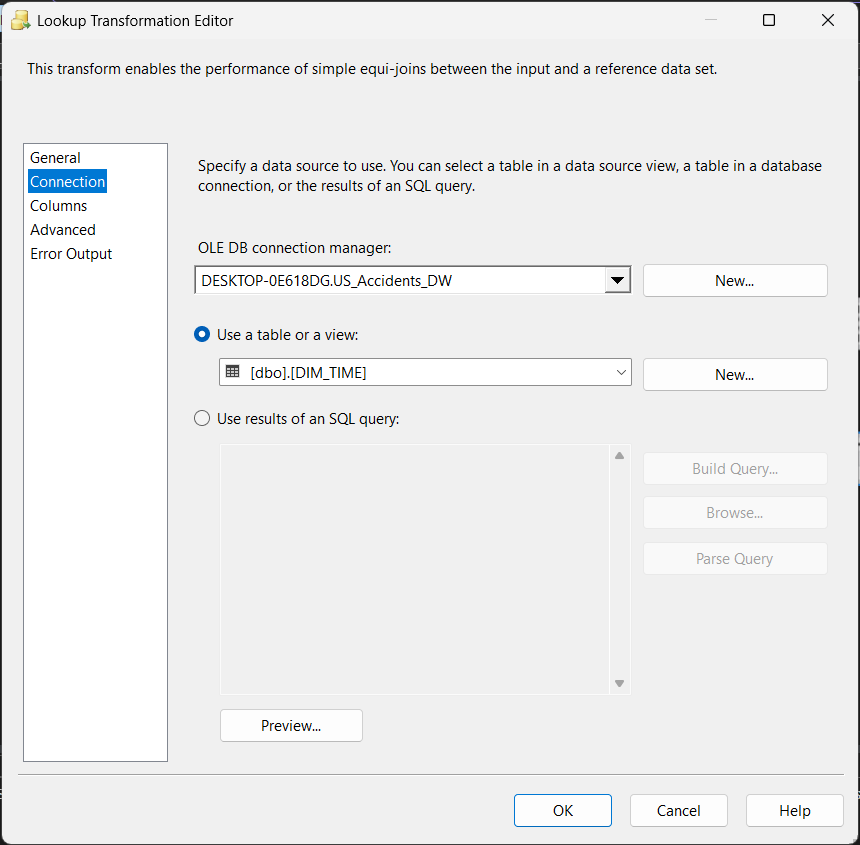 Lookup Transformation Editor
This transform enables the performance of simple equi-joins between the input and a reference data set.
General
Connection
Columns
Advanced
Error Output
Specify a data source to use. You can select a table in a data source view, a table in a database
connection, or the results of an SQL query.
OLE DB connection manager:
DESKTOP-0E618DG.US_Accidents_DW
New...
Use a table or a view:
[dbo].[DIM_TIME]
New...
Use results of an SQL query:
Build Query...
Browse...
Parse Query
Preview...
OK
Cancel
Help